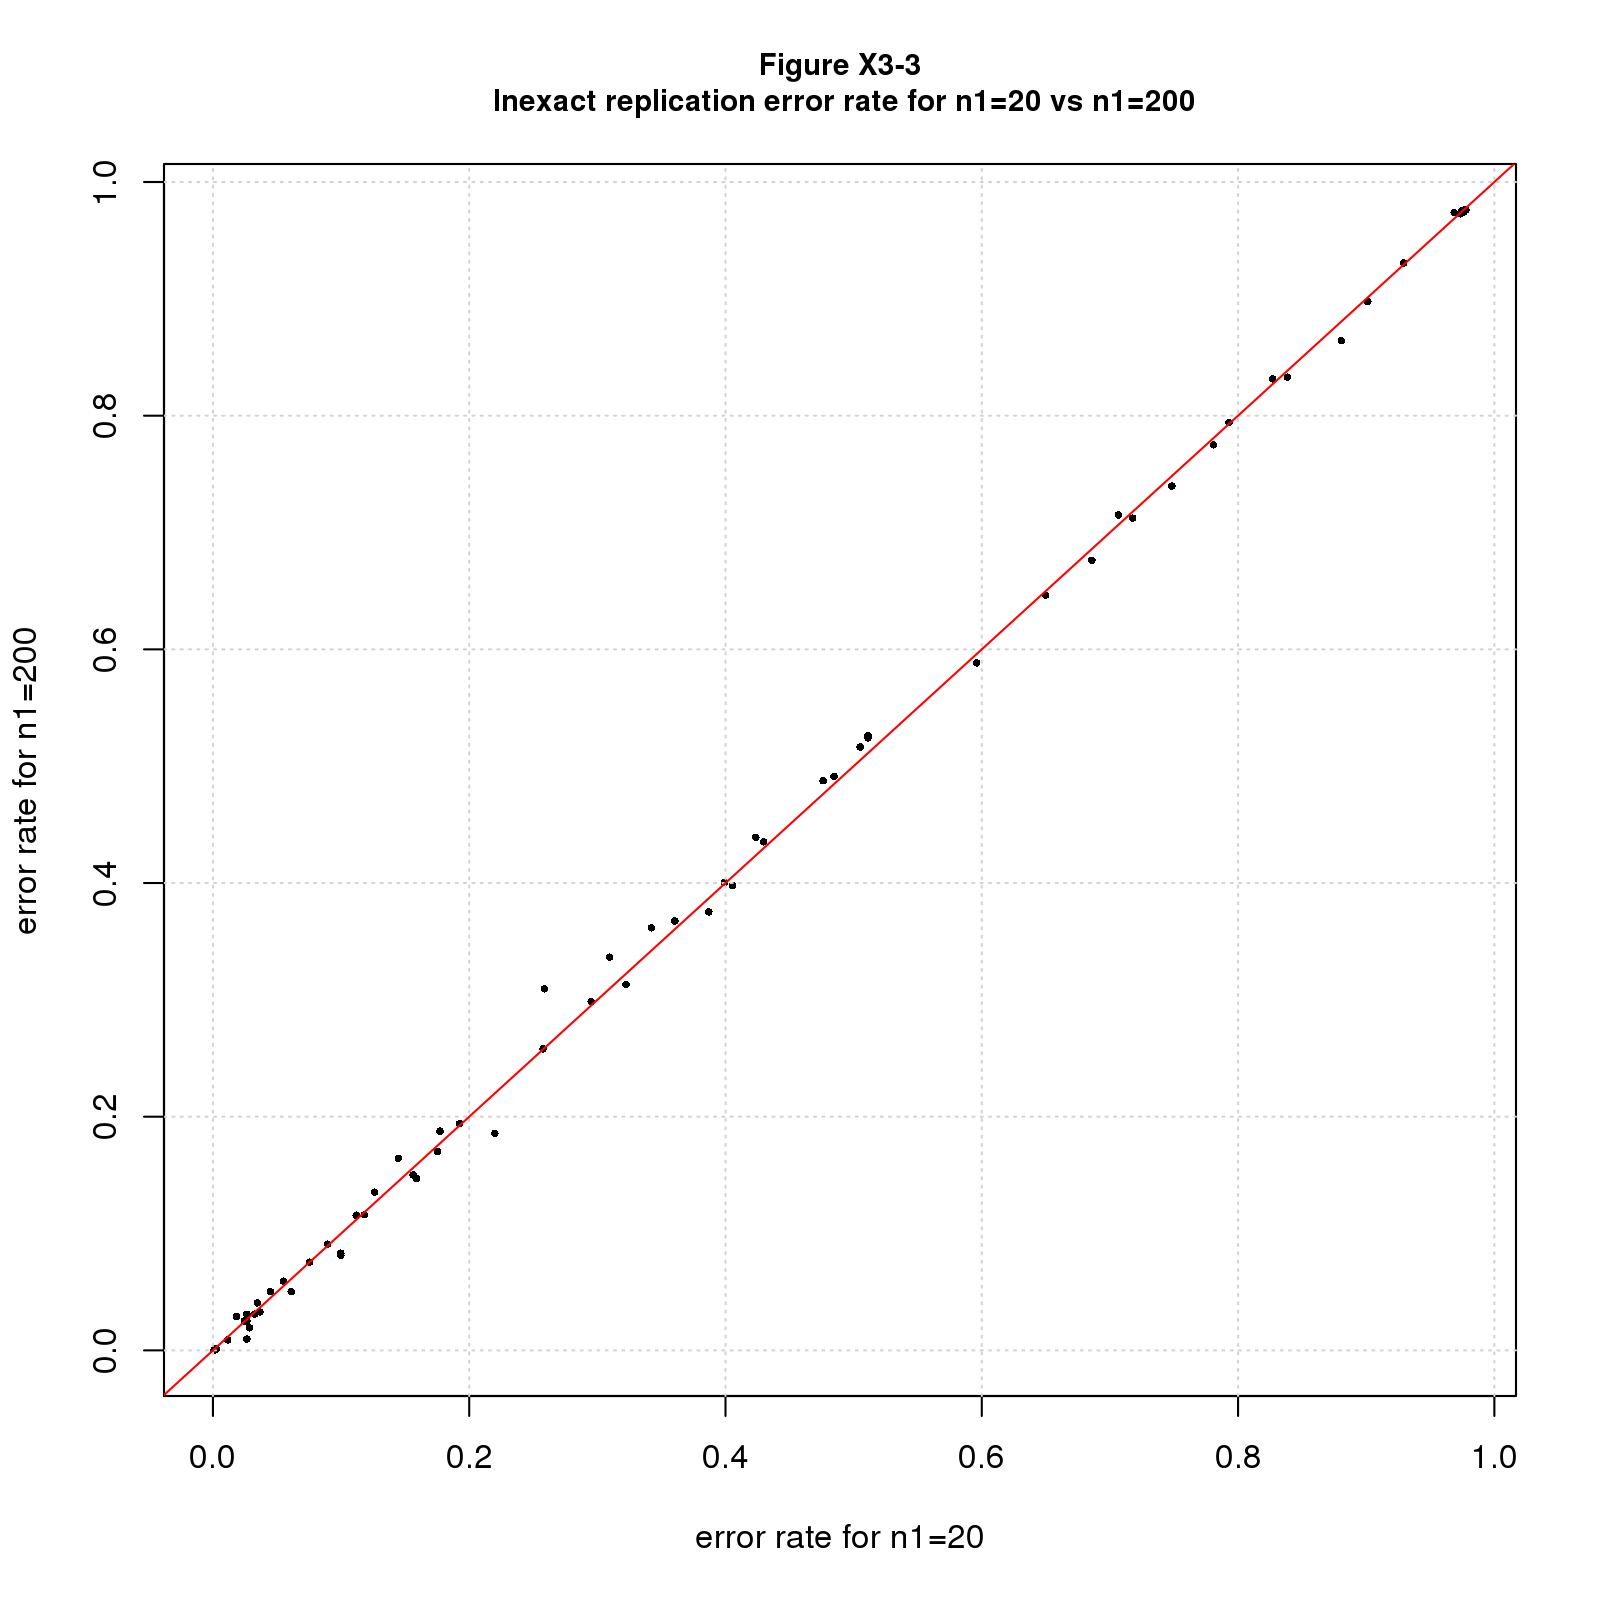 Figure X3-3
Inexact replication error rate for n1=20 vs n1=200
error rate for n1=200
1.0
0.8
0.6
0.4
0.2
0.0
0.0 0.2 0.4 0.6 0.8 1.0
error rate for n1=20